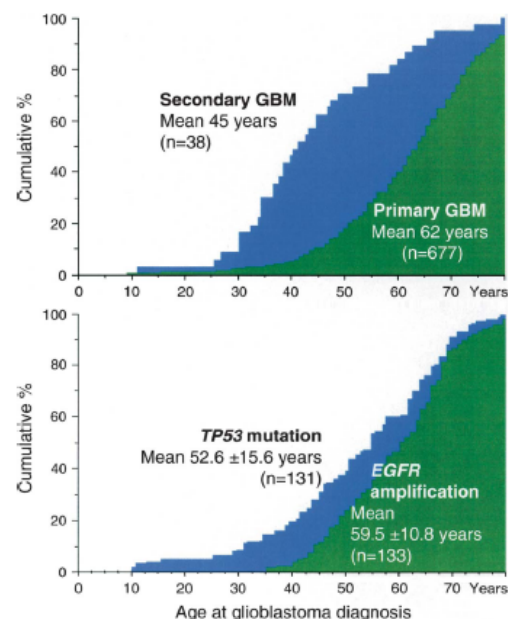 100
80
60
40
20
0
Cumulative %
Secondary GBM
Mean 45 years
(n=38)
Primary GBM
Mean 62 years
(n=677)
0 10 20 30 40 50 60 70 Years
100
80
60
40
20
0
Cumulative %
TP53 mutation
Mean 52.6 ±15.6 years
(n=131)
EGFR
amplification
Mean
59.5 ±10.8 years
(n=133)
0 10 20 30 40 50 60 70 Years
Age at glioblastoma diagnosis